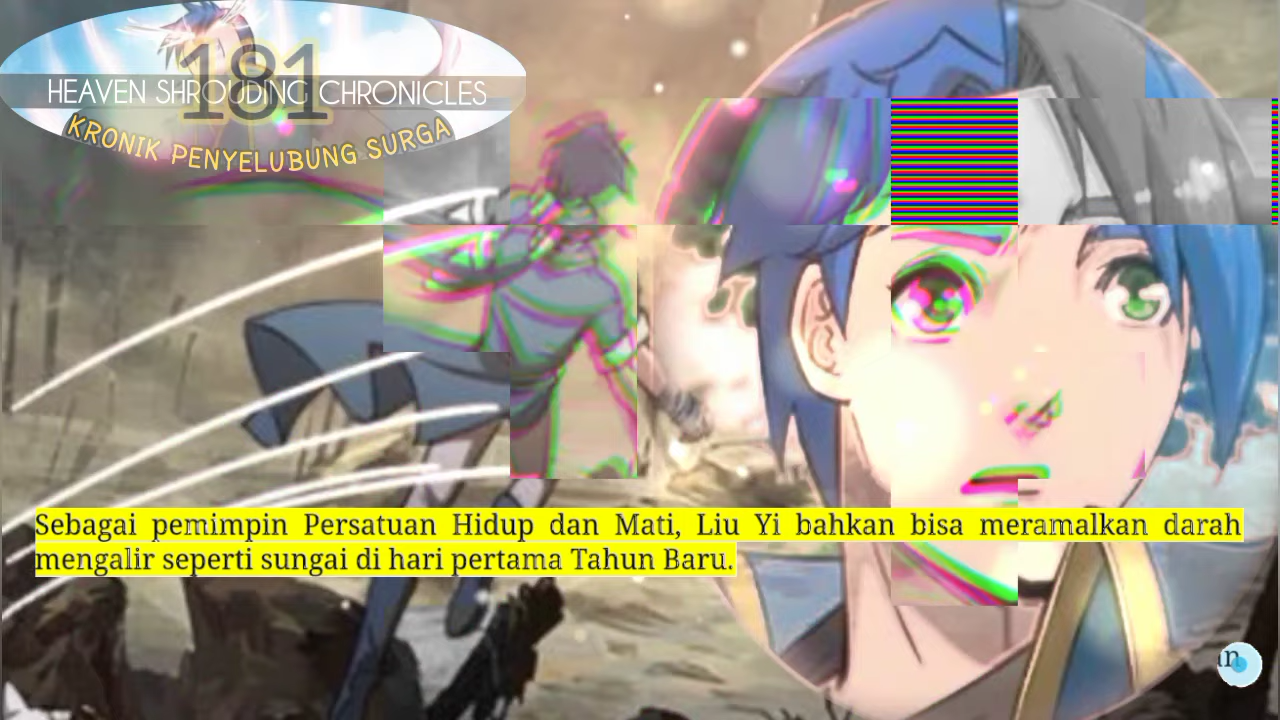 181
HEAVEN SHROUDING CHRONICLES
KRONIK PENYELUBUNG SURGA
Sebagai pemimpin Persatuan Hidup dan Mati, Liu Yi bahkan bisa meramalkan darah
mengalir seperti sungai di hari pertama Tahun Baru.